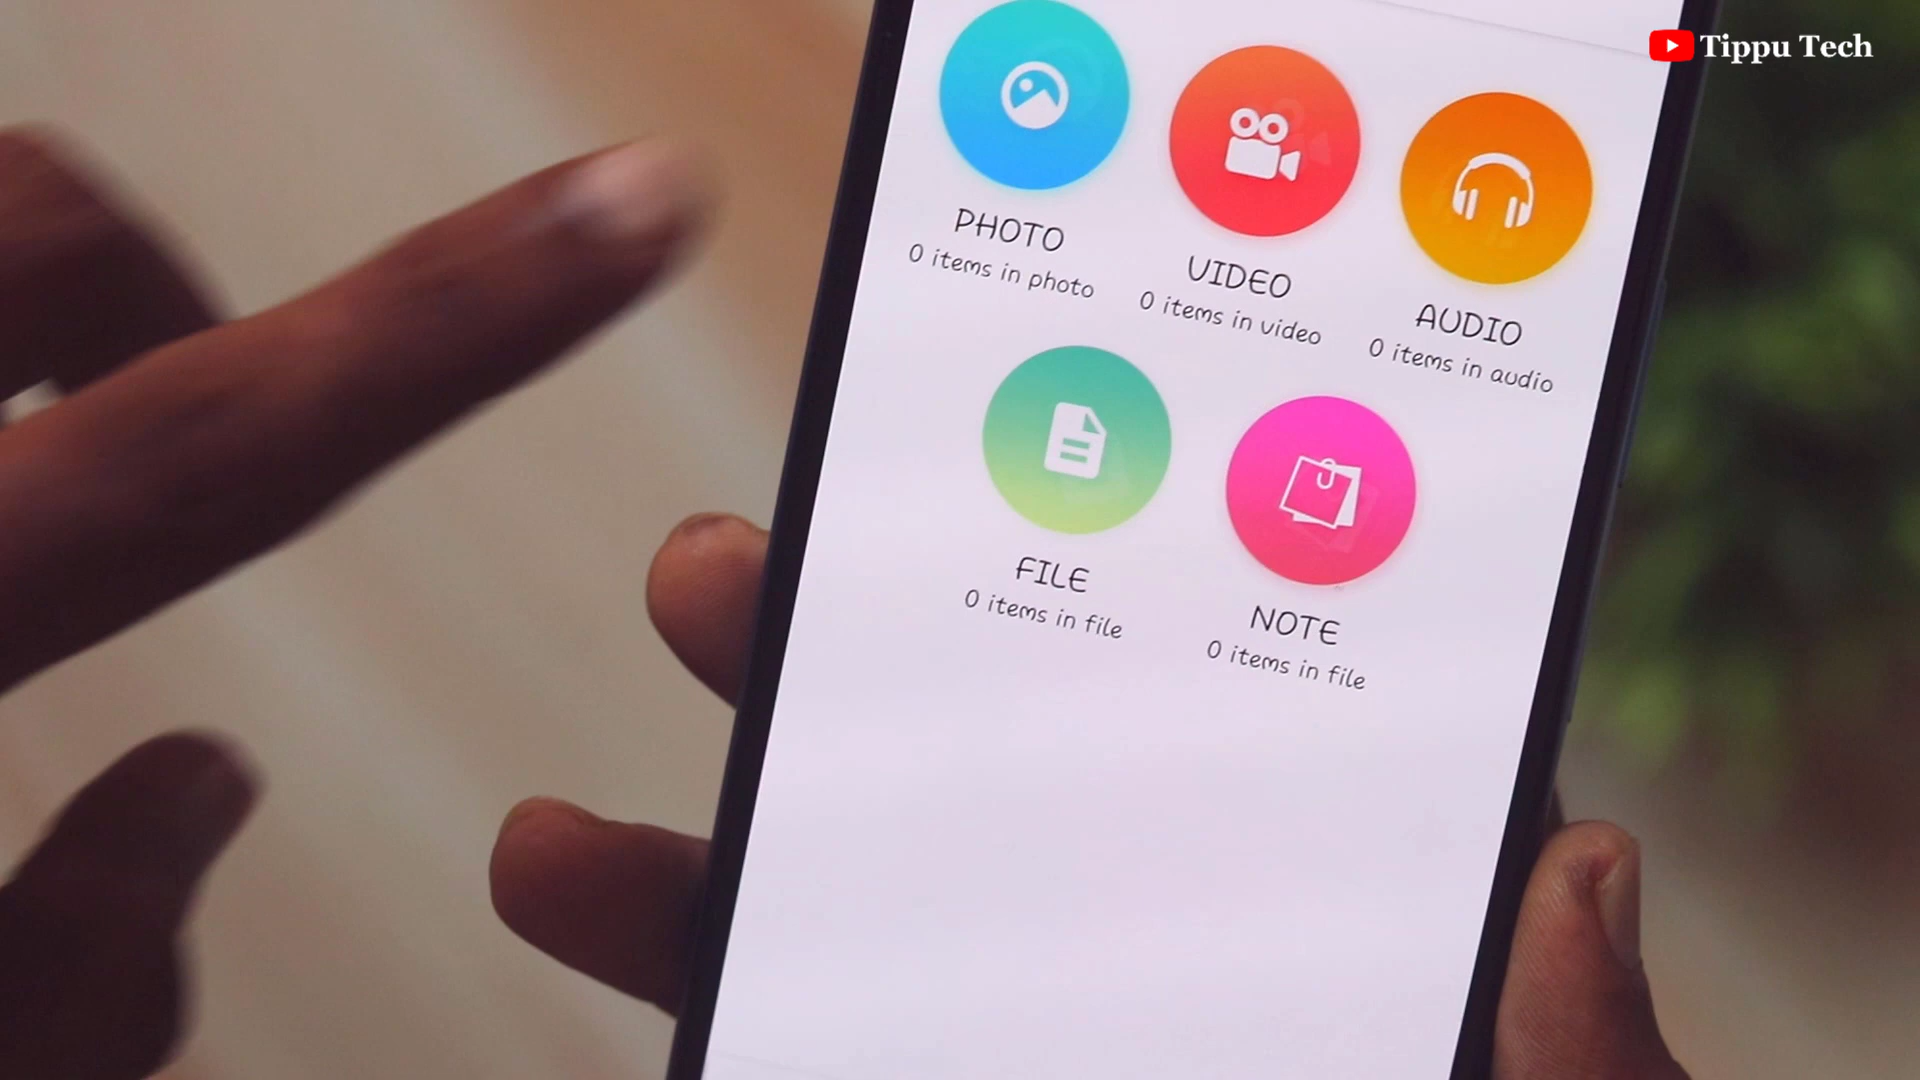 Tippu Tech
PHOTO
0 items in photo
VIDEO
0 items in video
AUDIO
0 items in audio
FILE
0 items in file
NOTE
0 items in file